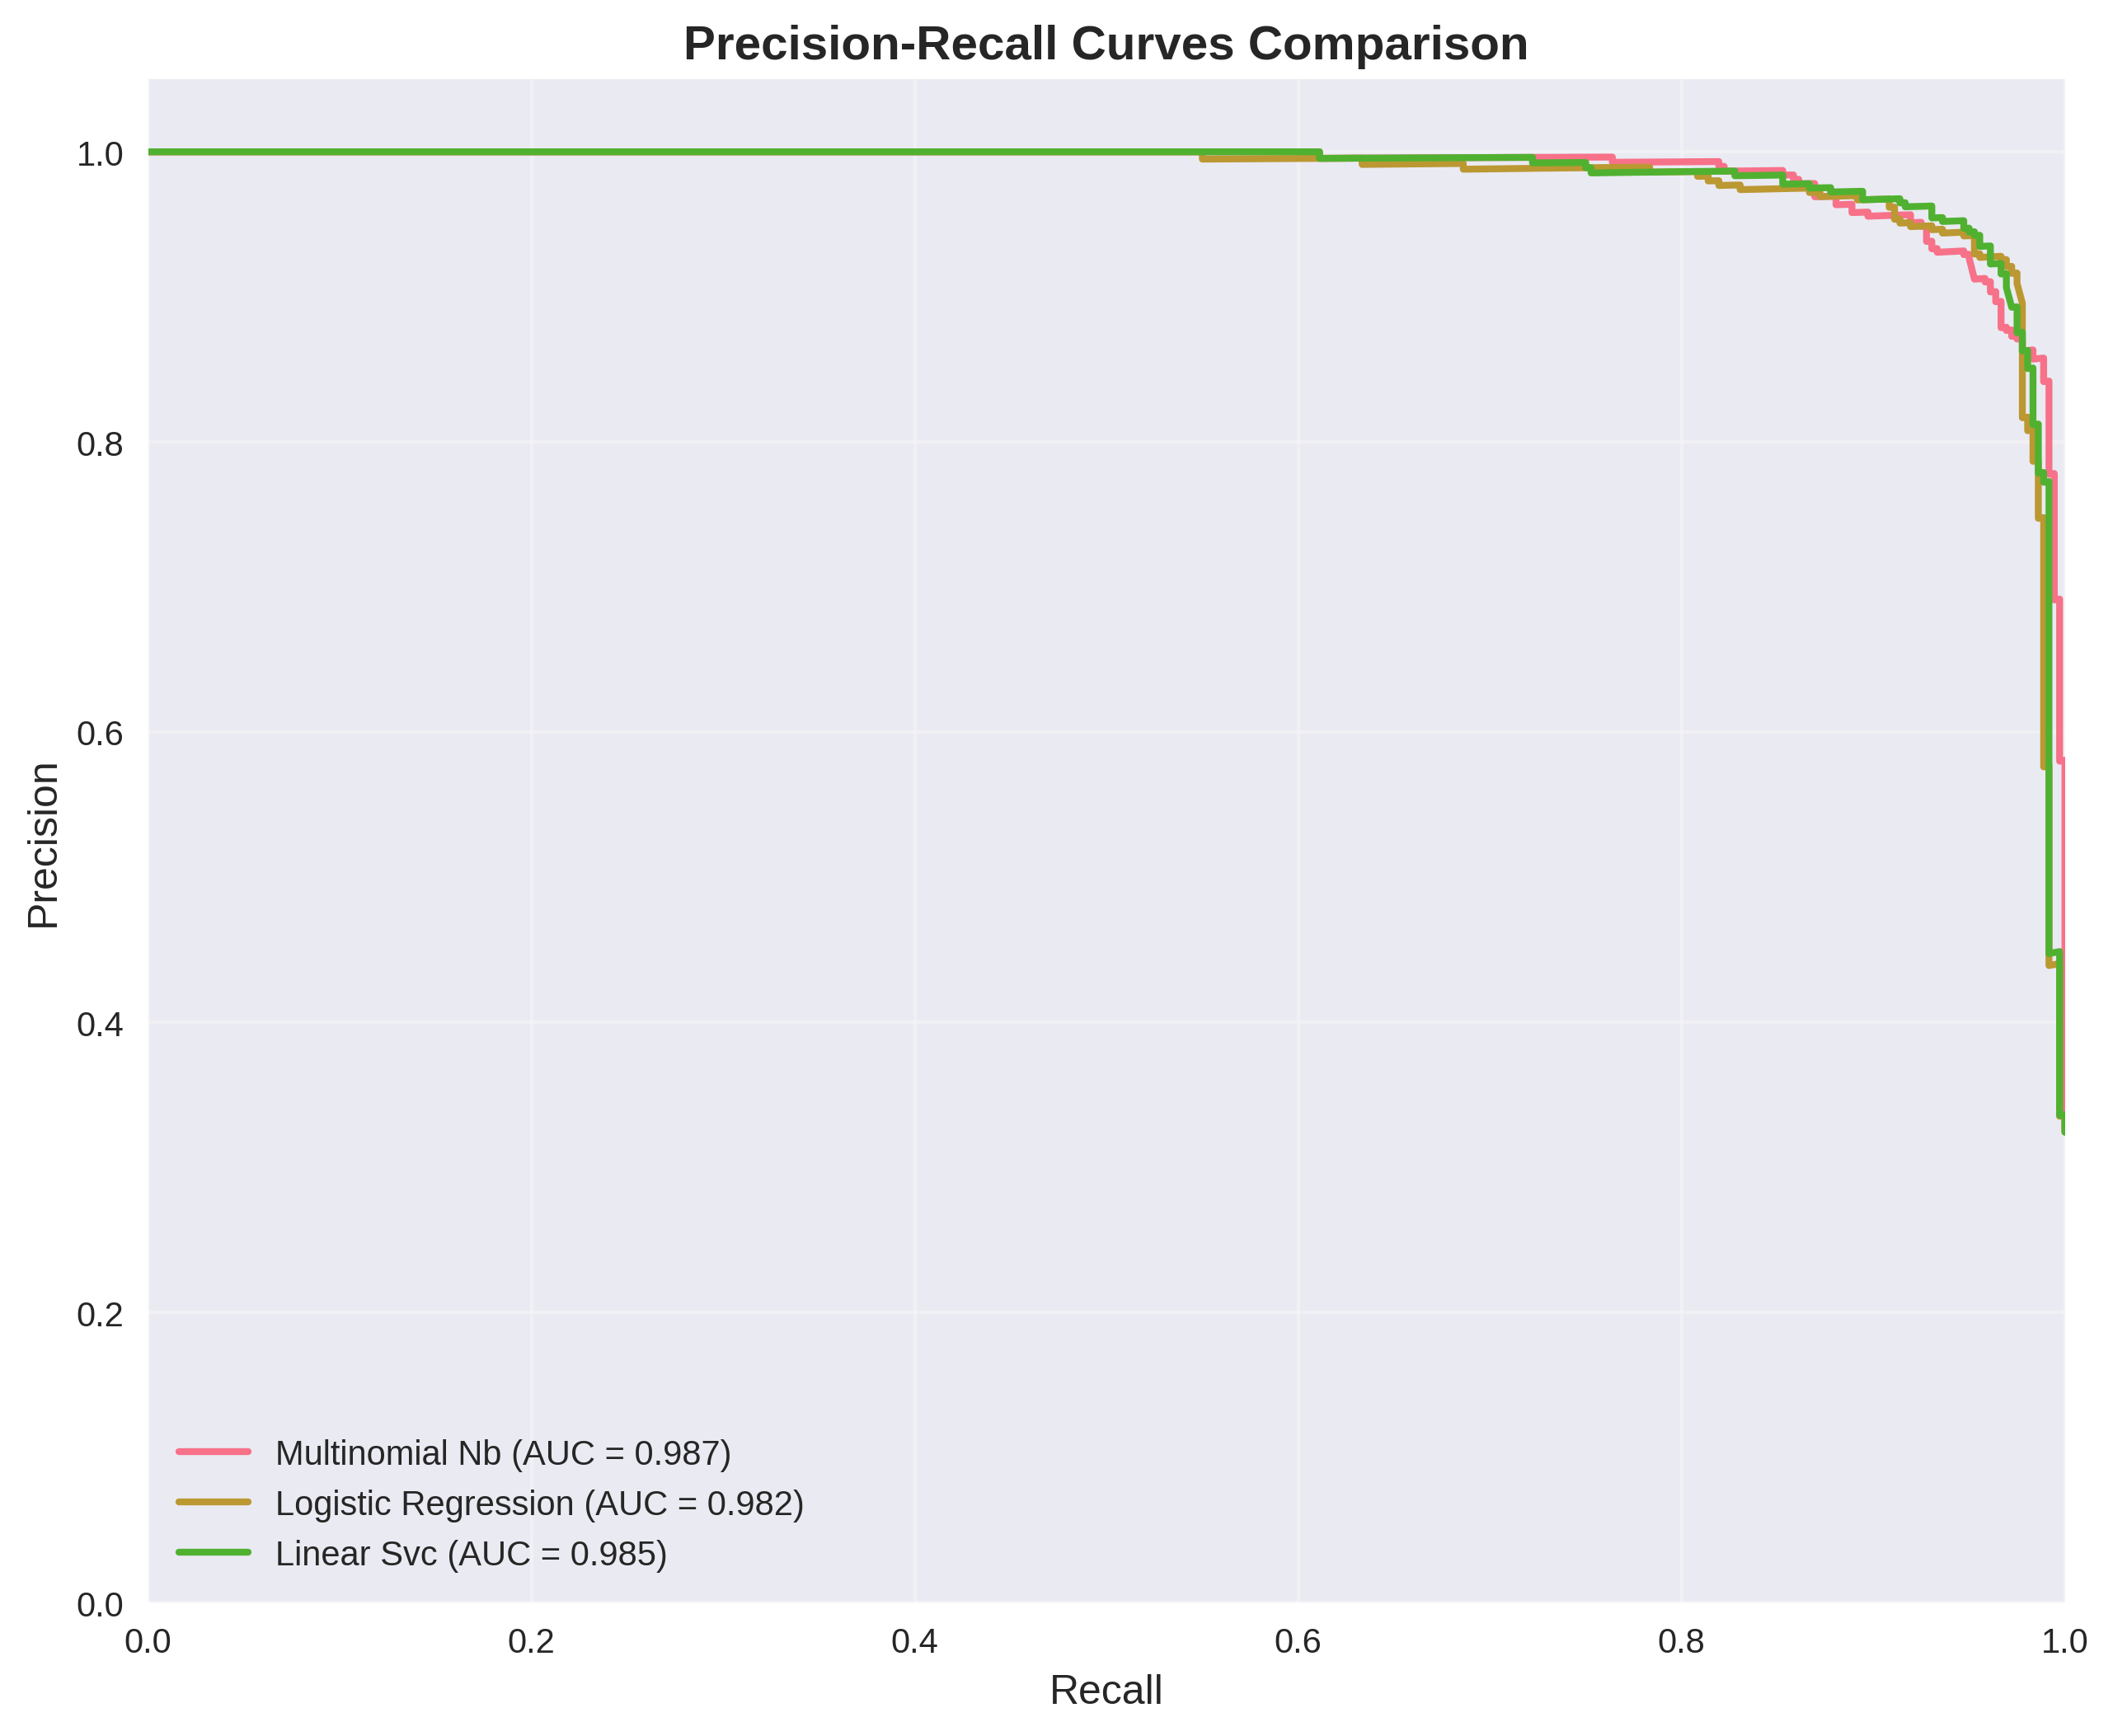 Precision-Recall Curves Comparison
Precision
1.0
0.8
0.6
0.4
0.2
0.0
Multinomial Nb (AUC = 0.987)
Logistic Regression (AUC = 0.982)
Linear Svc (AUC = 0.985)
0.0 0.2 0.4 0.6 0.8 1.0
Recall